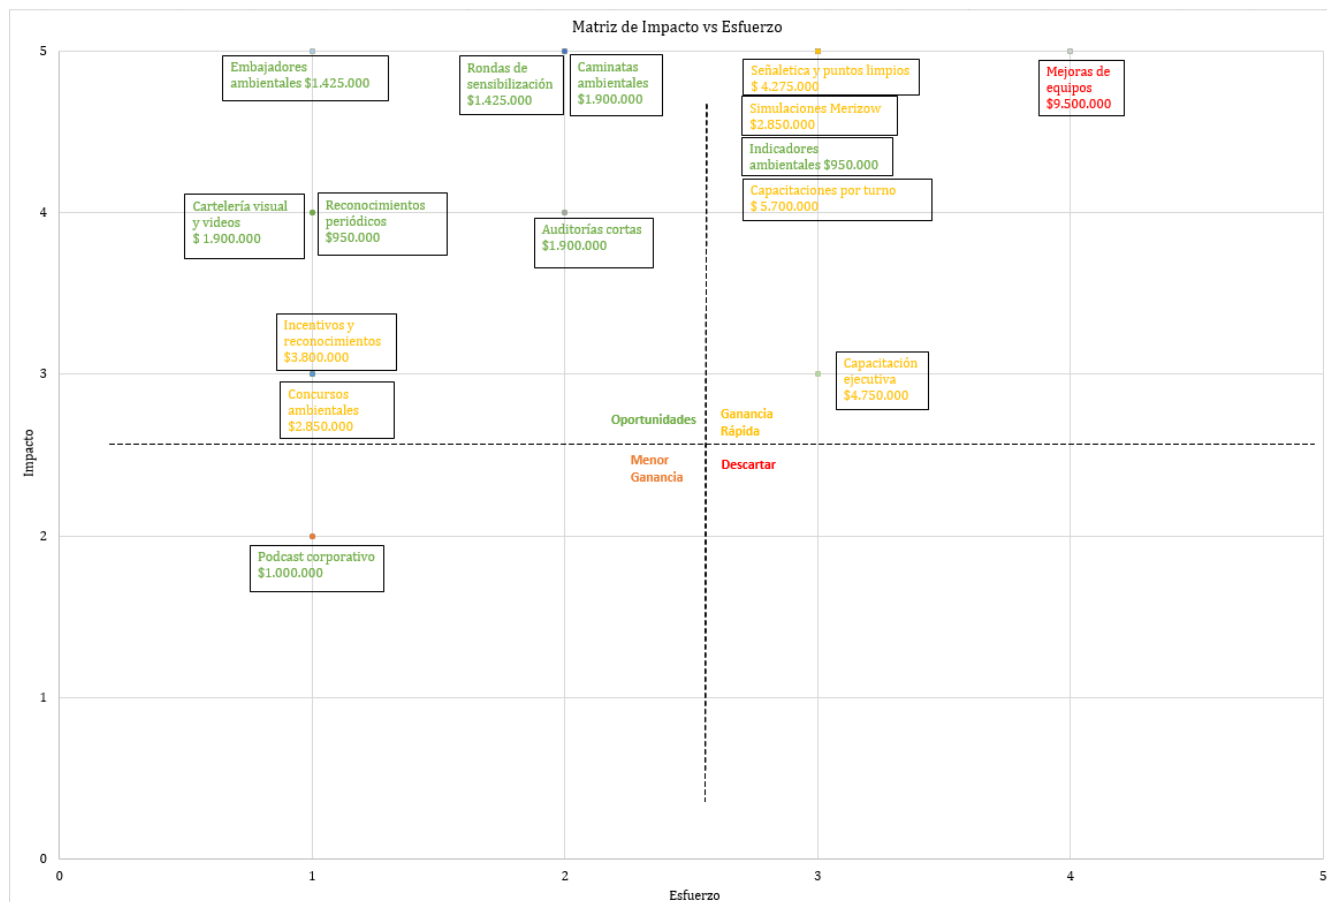 Matriz de Impacto vs Esfuerzo
5
Embajadores
ambientales $1.425.000
Rondas de
sensibilización
$1.425.000
Caminatas
ambientales
$1.900.000
Señaletica y puntos limpios
$ 4.275.000
Simulaciones Merizow
$2.850.000
Indicadores
ambientales $950.000
Capacitaciones por turno
$ 5.700.000
Mejoras de
equipos
$9.500.000
4
Cartelería visual
y videos
$ 1.900.000
Reconocimientos
periódicos
$950.000
Auditorías cortas
$1.900.000
Incentivos y
reconocimientos
$3.800.000
3
Concursos
ambientales
$2.850.000
Capacitación
ejecutiva
$4.750.000
Oportunidades
Ganancia
Rápida
Menor
Ganancia
Descartar
Impacto
2
Podcast corporativo
$1.000.000
1
0
0
1
2
3
4
5
Esfuerzo